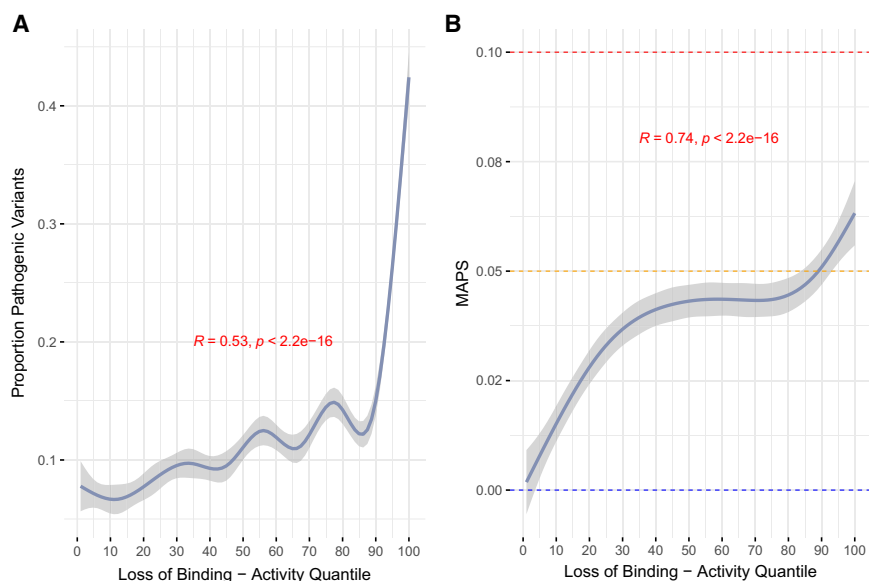 A
Proportion Pathogenic Variants
0.4
0.3
0.2
0.1
R = 0.53, p < 2.2e−16
0 10 20 30 40 50 60 70 80 90 100
Loss of Binding − Activity Quantile
B
MAPS
0.10
0.08
0.05
0.02
0.00
R = 0.74, p < 2.2e−16
0 10 20 30 40 50 60 70 80 90 100
Loss of Binding − Activity Quantile